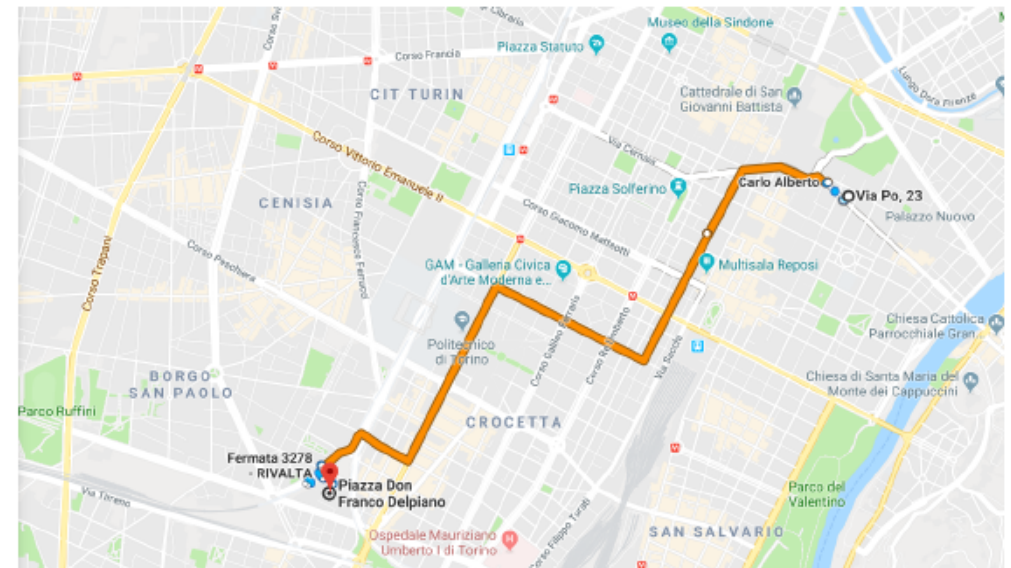 Museo della Sindone
Piazza Statuto
Corso Francia
CIT TURIN
Cattedrale di San
Giovanni Battista
Lungo Dora Firenze
Corso Vittorio Emanuele II
Via Cernaia
Piazza Solferino
Carlo Alberto
Via Po, 23
Palazzo Nuovo
CENISIA
Corso Francesco Ferrucci
Corso Giacomo Matteotti
Corso Trapani
Corso Peschiera
GAM - Galleria Civica
d'Arte Moderna e...
Multisala Reposi
Politecnico
di Torino
Corso Galileo Ferraris
Corso Re Umberto
Via Sacchi
Chiesa Cattolica
Parrocchiale Gran...
BORGO
SAN PAOLO
Chiesa di Santa Maria del
Monte dei Cappuccini
Parco Ruffini
CROCETTA
Fermata 3278
- RIVALTA
Piazza Don
Franco Delpiano
Parco del
Valentino
Ospedale Mauriziano
Umberto I di Torino
Corso Filippo Turati
SAN SALVARIO